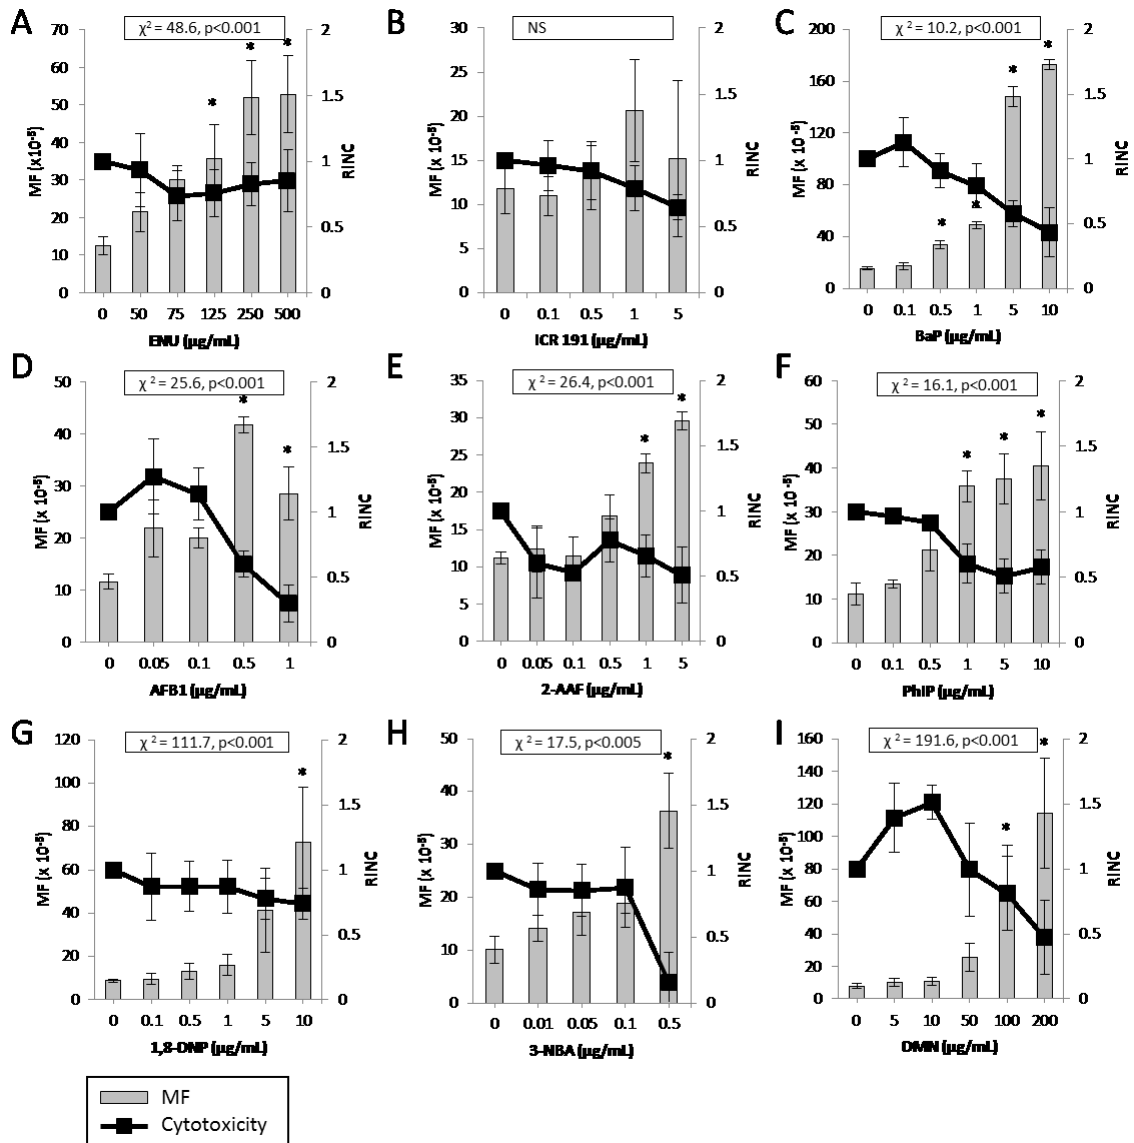 A
χ² = 48.6, p<0.001
MF (x10⁻⁵)
70
60
50
40
30
20
10
0
* * *
2
1.5
1
0.5
0
RINC
0 50 75 125 250 500
ENU (µg/mL)
B
NS
MF (x 10⁻⁵)
30
25
20
15
10
5
0
2
1.5
1
0.5
0
RINC
0 0.1 0.5 1 5
ICR 191 (µg/mL)
C
χ² = 10.2, p<0.001
MF (x 10⁻⁵)
200
160
120
80
40
0
* * * *
2
1.5
1
0.5
0
RINC
0 0.1 0.5 1 5 10
BaP (µg/mL)
D
χ² = 25.6, p<0.001
MF (x 10⁻⁵)
50
40
30
20
10
0
* *
2
1.5
1
0.5
0
RINC
0 0.05 0.1 0.5 1
AFB1 (µg/mL)
E
χ² = 26.4, p<0.001
MF (x 10⁻⁵)
35
30
25
20
15
10
5
0
* *
2
1.5
1
0.5
0
RINC
0 0.05 0.1 0.5 1 5
2-AAF (µg/mL)
F
χ² = 16.1, p<0.001
MF (x 10⁻⁵)
60
50
40
30
20
10
0
* * *
2
1.5
1
0.5
0
RINC
0 0.1 0.5 1 5 10
PhIP (µg/mL)
G
χ² = 111.7, p<0.001
MF (x 10⁻⁵)
120
100
80
60
40
20
0
*
2
1.5
1
0.5
0
RINC
0 0.1 0.5 1 5 10
1,8-DNP (µg/mL)
H
χ² = 17.5, p<0.005
MF (x 10⁻⁵)
50
40
30
20
10
0
*
2
1.5
1
0.5
0
RINC
0 0.01 0.05 0.1 0.5
3-NBA (µg/mL)
I
χ² = 191.6, p<0.001
MF (x 10⁻⁵)
160
140
120
100
80
60
40
20
0
* *
2
1.5
1
0.5
0
RINC
0 5 10 50 100 200
DMN (µg/mL)
MF
Cytotoxicity